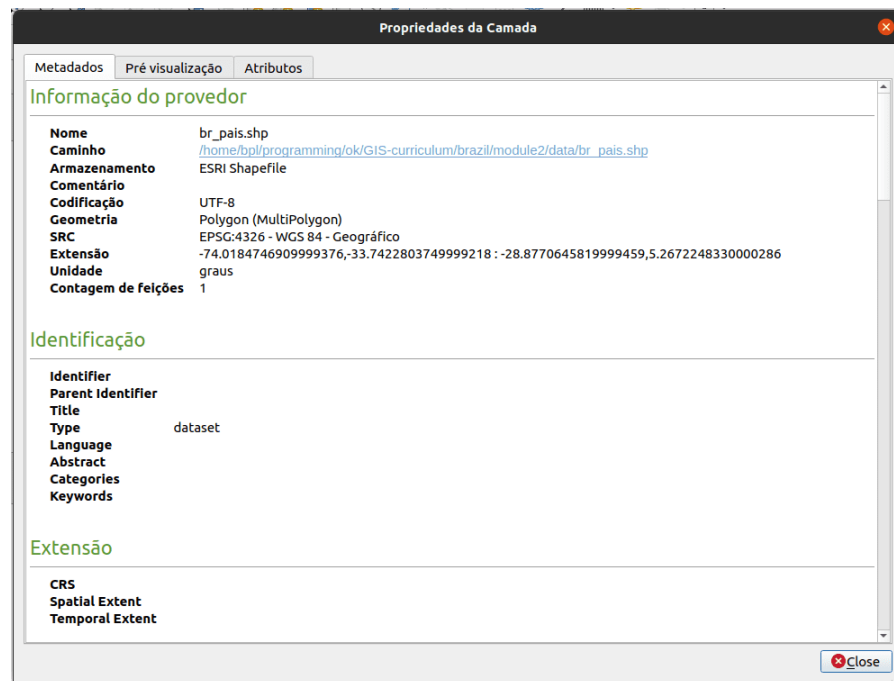 Propriedades da Camada
Metadados Pré visualização Atributos
Informação do provedor
Nome br_pais.shp
Caminho /home/bpl/programming/ok/GIS-curriculum/brazil/module2/data/br_pais.shp
Armazenamento ESRI Shapefile
Comentário
Codificação UTF-8
Geometria Polygon (MultiPolygon)
SRC EPSG:4326 - WGS 84 - Geográfico
Extensão -74.0184746909999376,-33.7422803749999218 : -28.8770645819999459,5.2672248330000286
Unidade graus
Contagem de feições 1
Identificação
Identifier
Parent Identifier
Title
Type dataset
Language
Abstract
Categories
Keywords
Extensão
CRS
Spatial Extent
Temporal Extent
Close